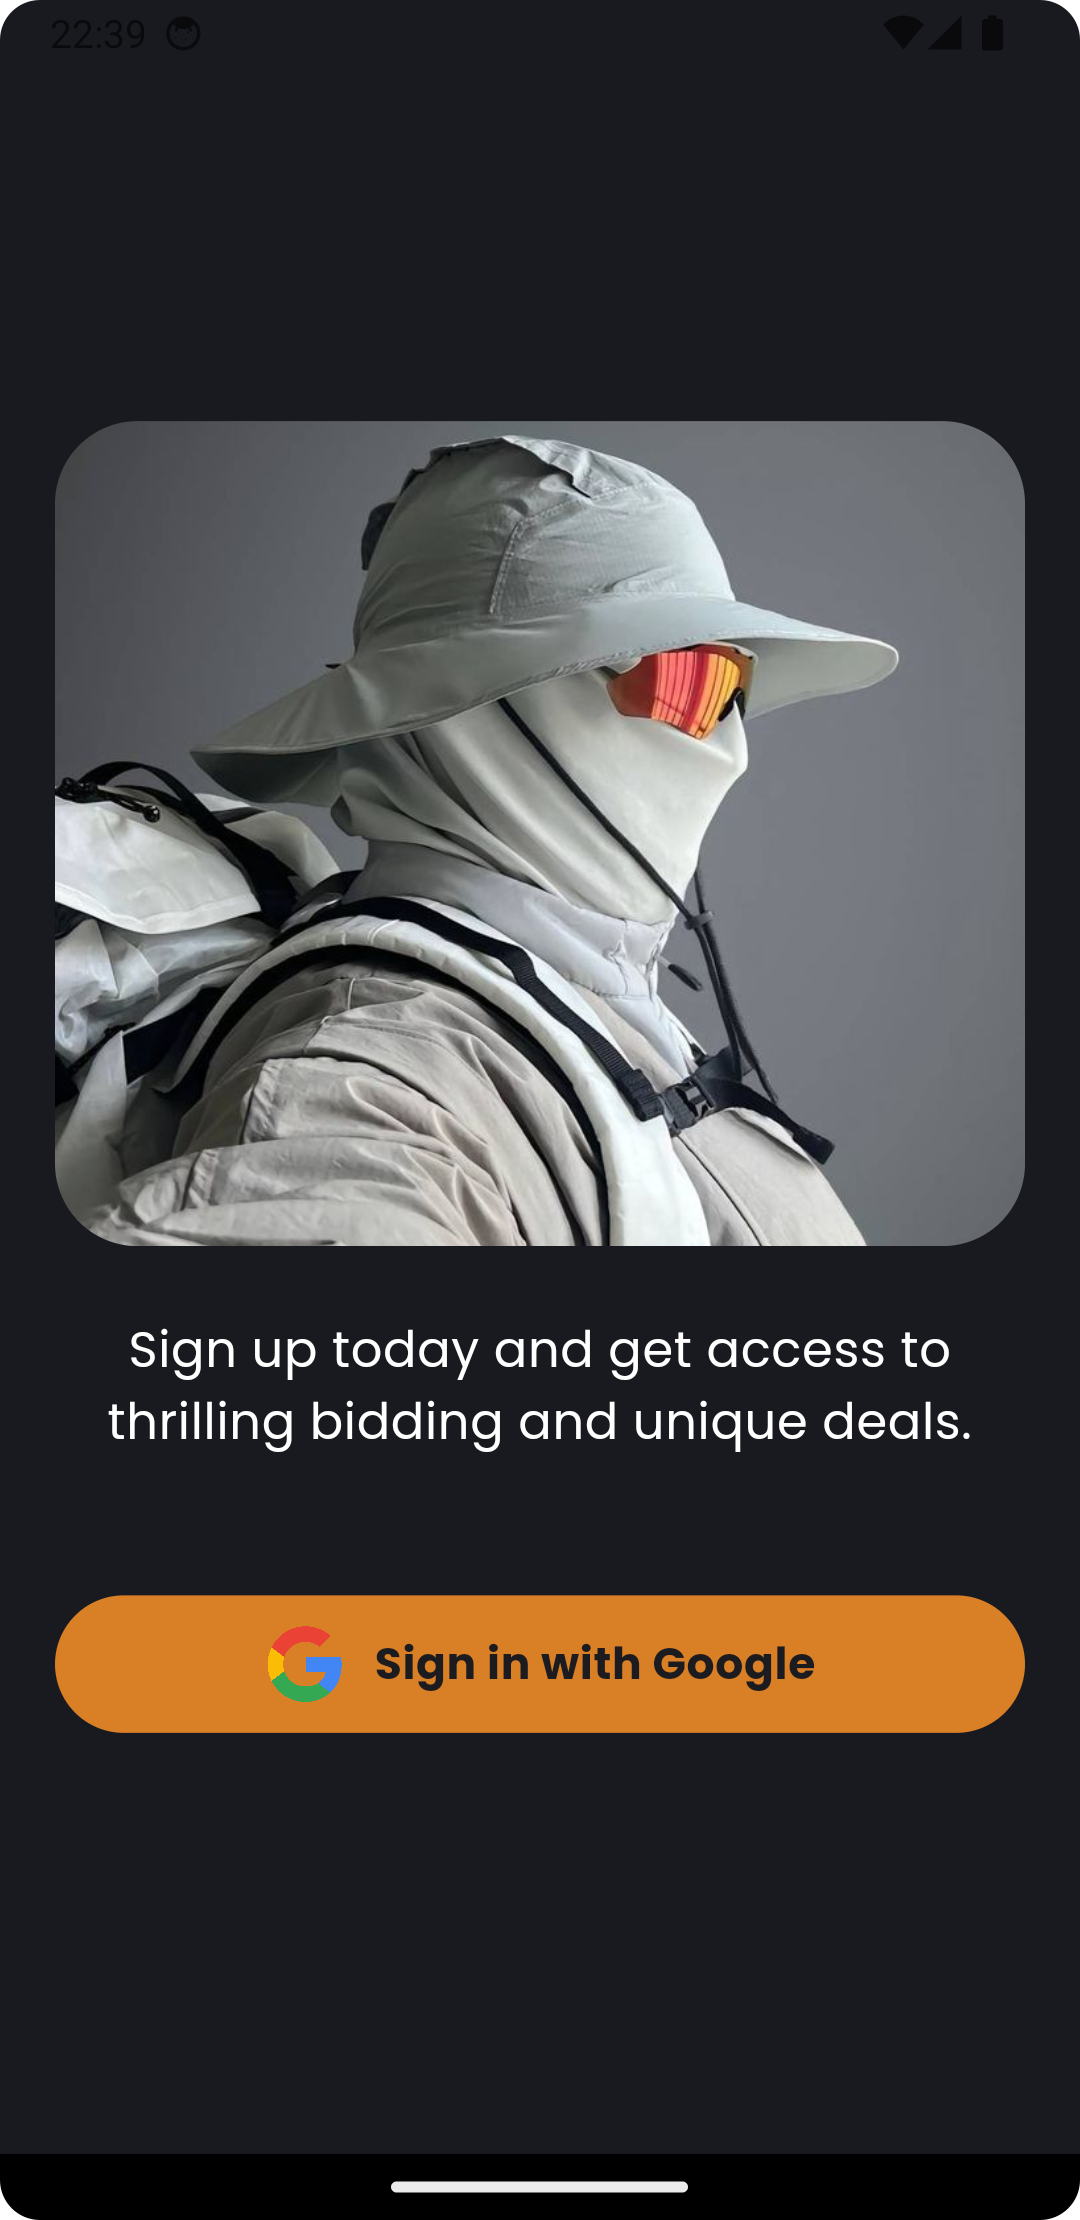 22:39
Sign up today and get access to
thrilling bidding and unique deals.
Sign in with Google